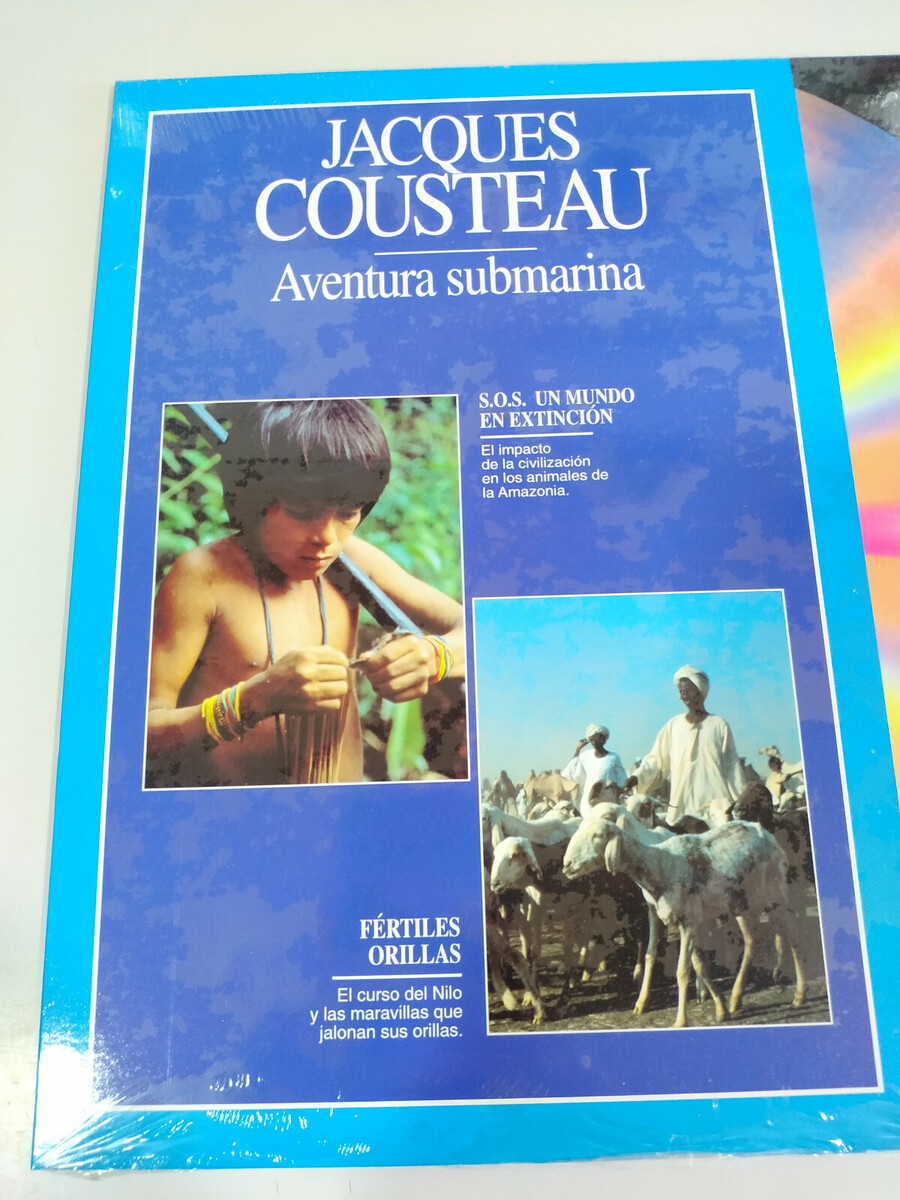 JACQUES
COUSTEAU
Aventura submarina
S.O.S. UN MUNDO
EN EXTINCIÓN
El impacto
de la civilización
en los animales de
la Amazonia.
FÉRTILES
ORILLAS
El curso del Nilo
y las maravillas que
jalonan sus orillas.